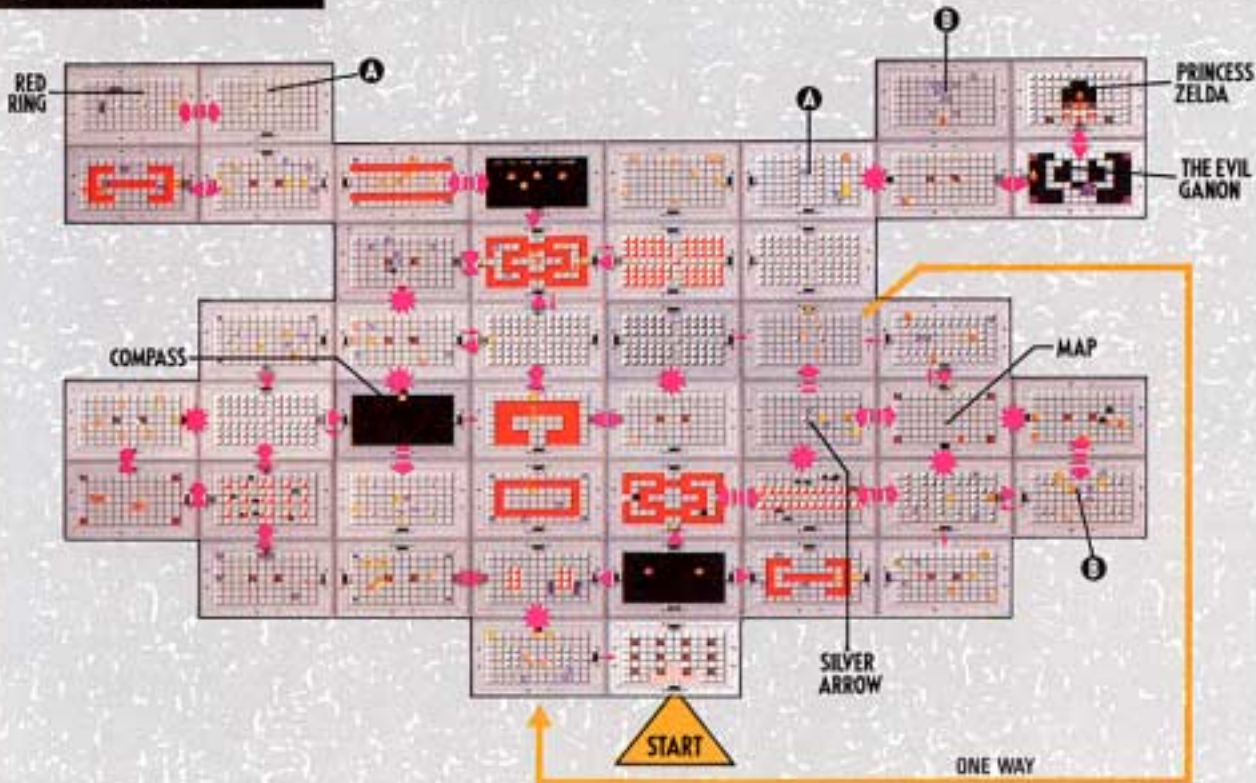 B
RED
RING
A
A
PRINCESS
ZELDA
THE EVIL
GANON
COMPASS
MAP
B
SILVER
ARROW
START
ONE WAY